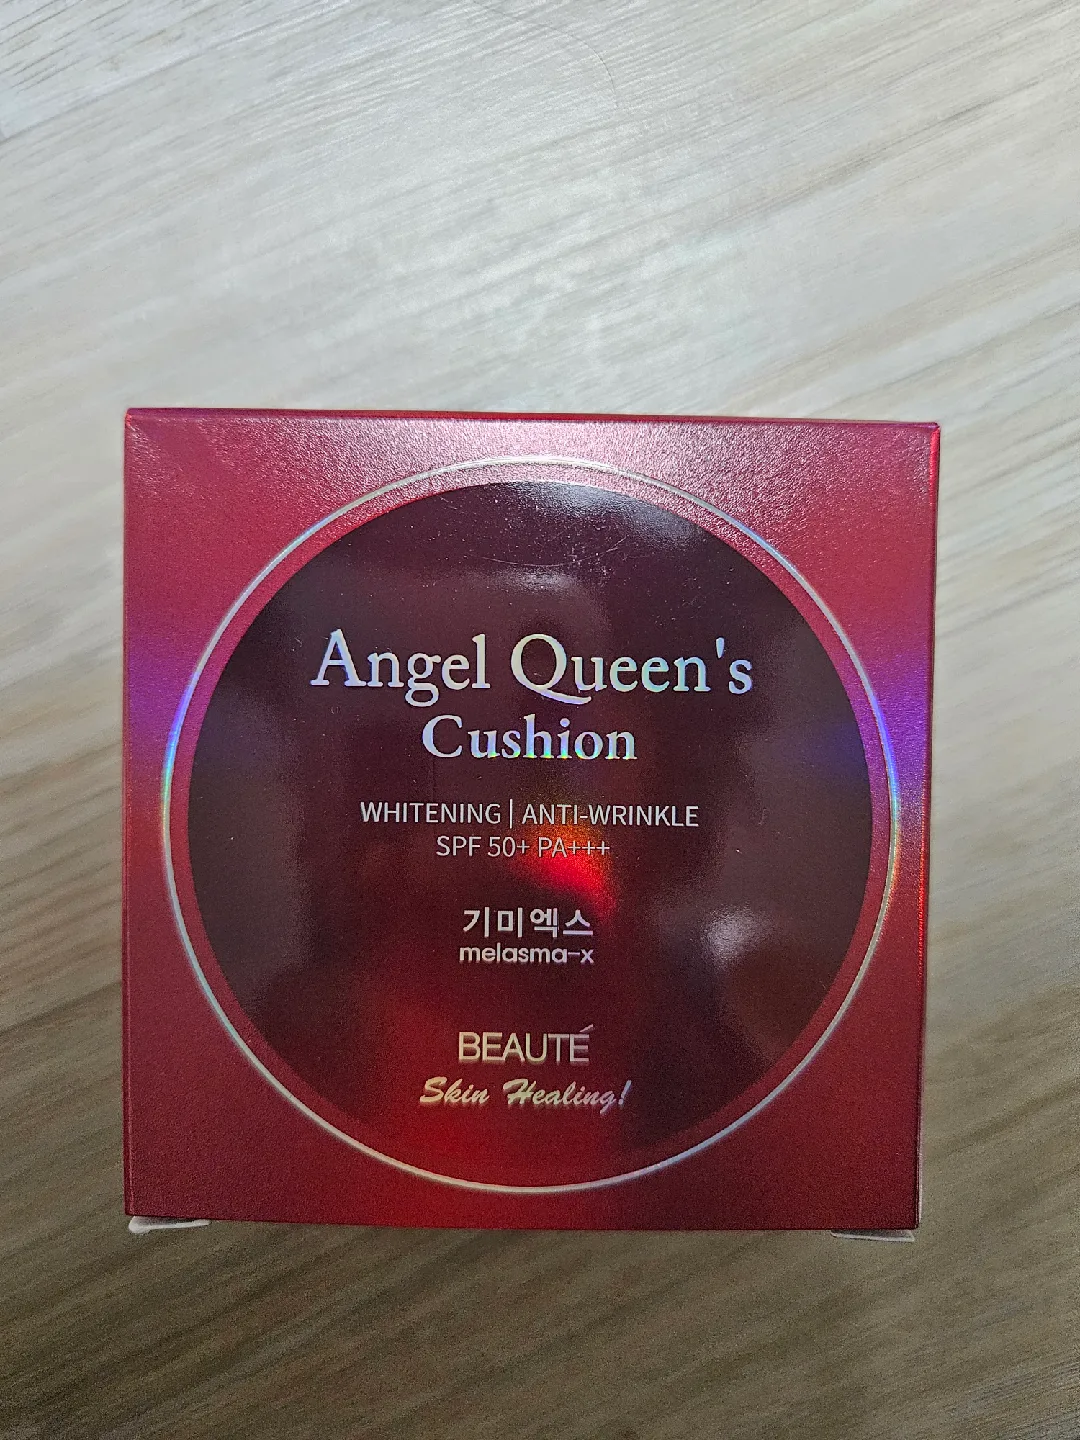 Angel Queen's
Cushion
WHITENING | ANTI-WRINKLE
SPF 50+ PA+++
기미엑스
melasma-x
BEAUTÉ
Skin Healing!